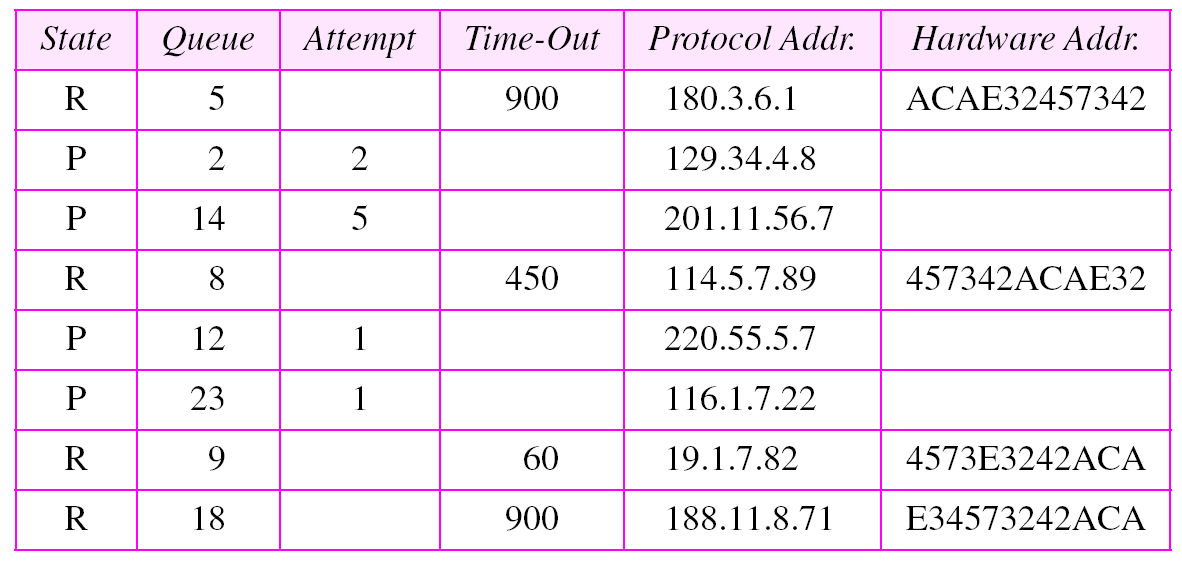 State Queue Attempt Time-Out Protocol Addr. Hardware Addr.
R 5 900 180.3.6.1 ACAE32457342
P 2 2 129.34.4.8
P 14 5 201.11.56.7
R 8 450 114.5.7.89 457342ACAE32
P 12 1 220.55.5.7
P 23 1 116.1.7.22
R 9 60 19.1.7.82 4573E3242ACA
R 18 900 188.11.8.71 E34573242ACA